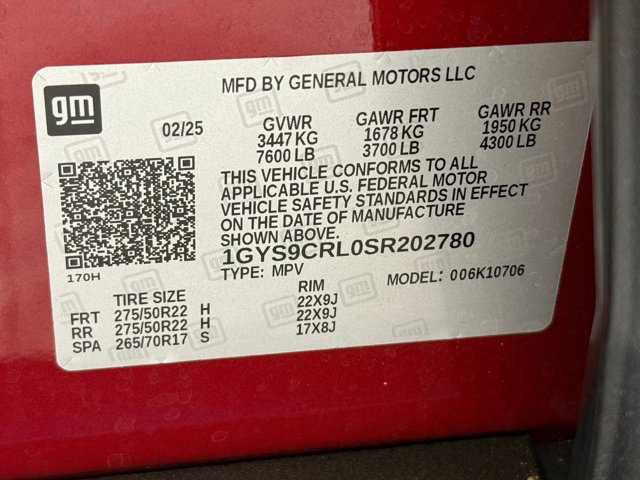 gm
MFD BY GENERAL MOTORS LLC
02/25
GVWR GAWR FRT GAWR RR
3447 KG 1678 KG 1950 KG
7600 LB 3700 LB 4300 LB
THIS VEHICLE CONFORMS TO ALL
APPLICABLE U.S. FEDERAL MOTOR
VEHICLE SAFETY STANDARDS IN EFFECT
ON THE DATE OF MANUFACTURE
SHOWN ABOVE.
1GYS9CRL0SR202780
170H
TYPE: MPV MODEL: 006K10706
TIRE SIZE RIM
FRT 275/50R22 H 22X9J
RR 275/50R22 H 22X9J
SPA 265/70R17 S 17X8J